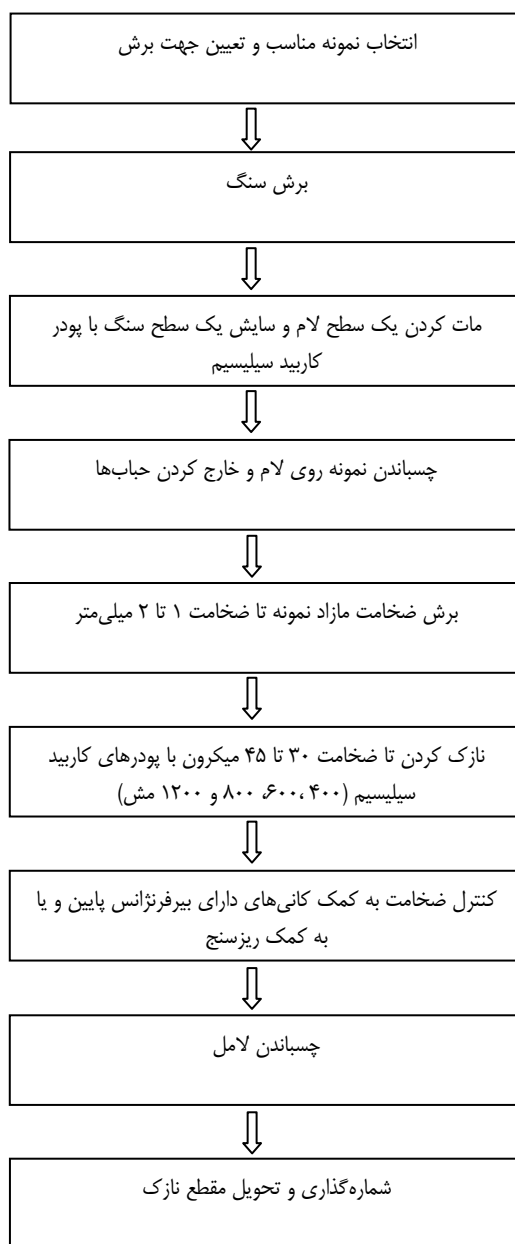 انتخاب نمونه مناسب و تعیین جهت برش
برش سنگ
مات کردن یک سطح لام و سایش یک سطح سنگ با پودر
کاربید سیلیسیم
چسباندن نمونه روی لام و خارج کردن حباب‌ها
برش ضخامت مازاد نمونه تا ضخامت ۱ تا ۲ میلی‌متر
نازک کردن تا ضخامت ۳۰ تا ۴۵ میکرون با پودرهای کاربید
سیلیسیم (۴۰۰ ،۶۰۰، ۸۰۰ و ۱۲۰۰ مش)
کنترل ضخامت به کمک کانی‌های دارای بیرفرنژانس پایین و یا
به کمک ریزسنج
چسباندن لامل
شماره‌گذاری و تحویل مقطع نازک